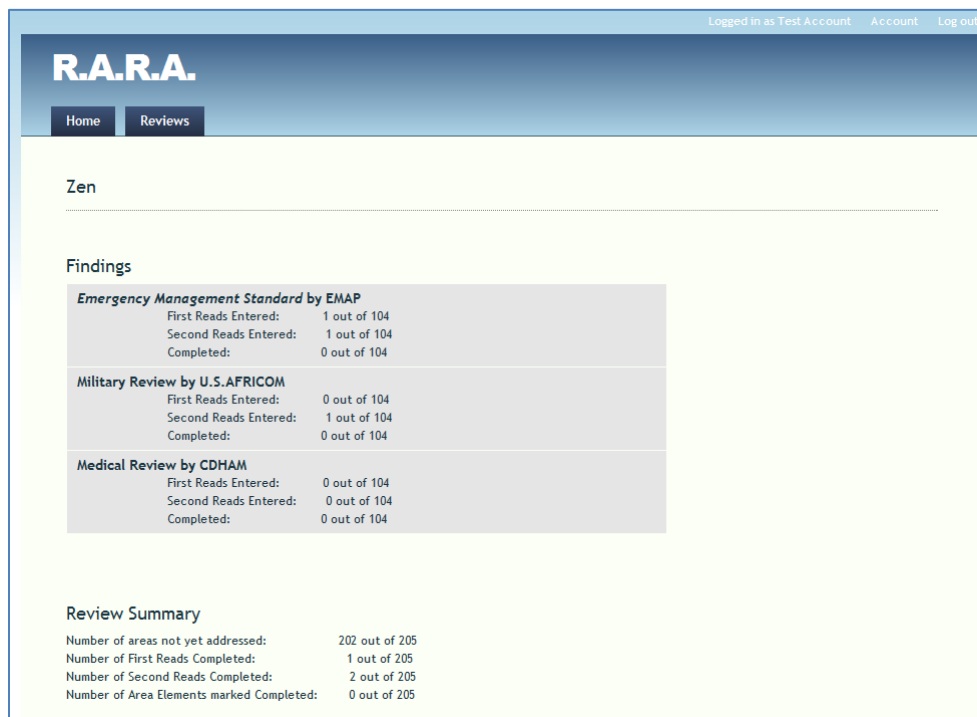 Logged in as Test Account Account Log out
R.A.R.A.
Home Reviews
Zen
Findings
Emergency Management Standard by EMAP
First Reads Entered: 1 out of 104
Second Reads Entered: 1 out of 104
Completed: 0 out of 104
Military Review by U.S.AFRICOM
First Reads Entered: 0 out of 104
Second Reads Entered: 1 out of 104
Completed: 0 out of 104
Medical Review by CDHAM
First Reads Entered: 0 out of 104
Second Reads Entered: 0 out of 104
Completed: 0 out of 104
Review Summary
Number of areas not yet addressed: 202 out of 205
Number of First Reads Completed: 1 out of 205
Number of Second Reads Completed: 2 out of 205
Number of Area Elements marked Completed: 0 out of 205